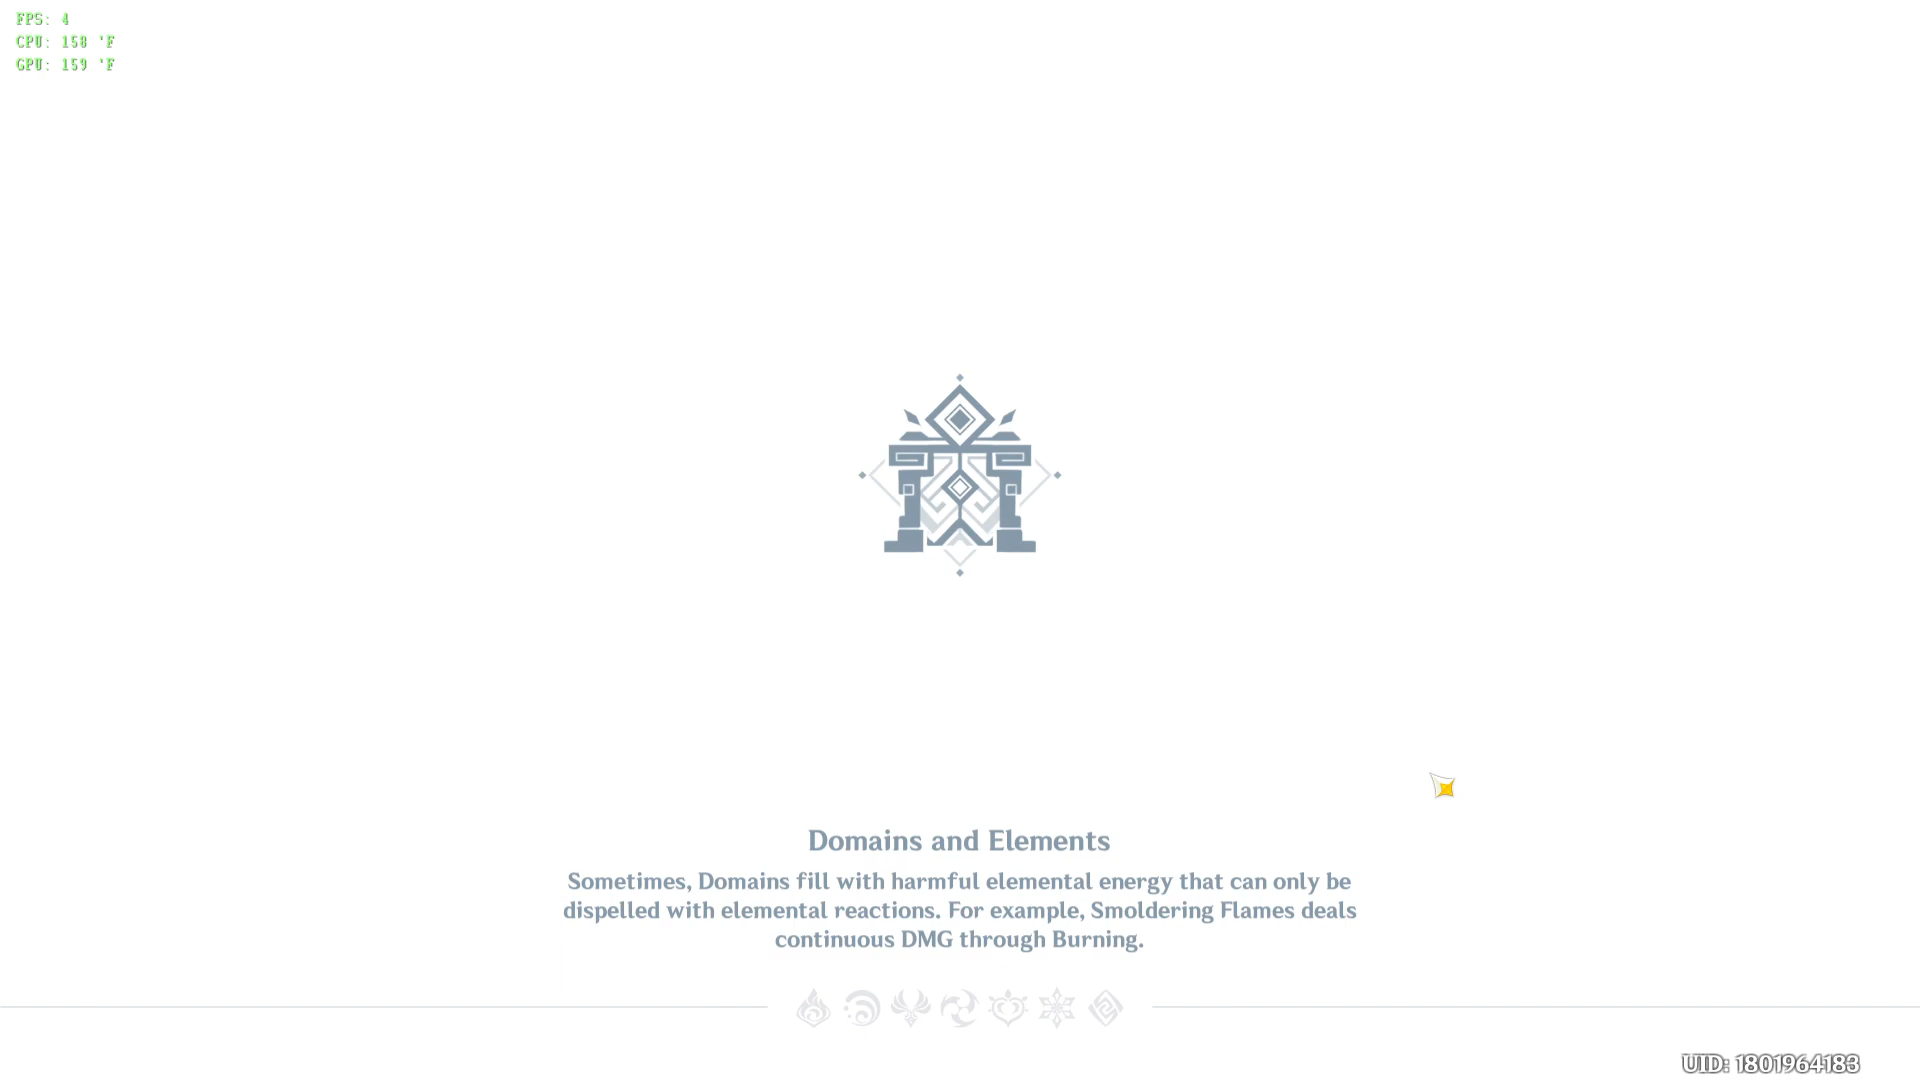 FPS: 4
CPU: 158 'F
GPU: 159 'F
Domains and Elements
Sometimes, Domains fill with harmful elemental energy that can only be
dispelled with elemental reactions. For example, Smoldering Flames deals
continuous DMG through Burning.
UID: 1801964183